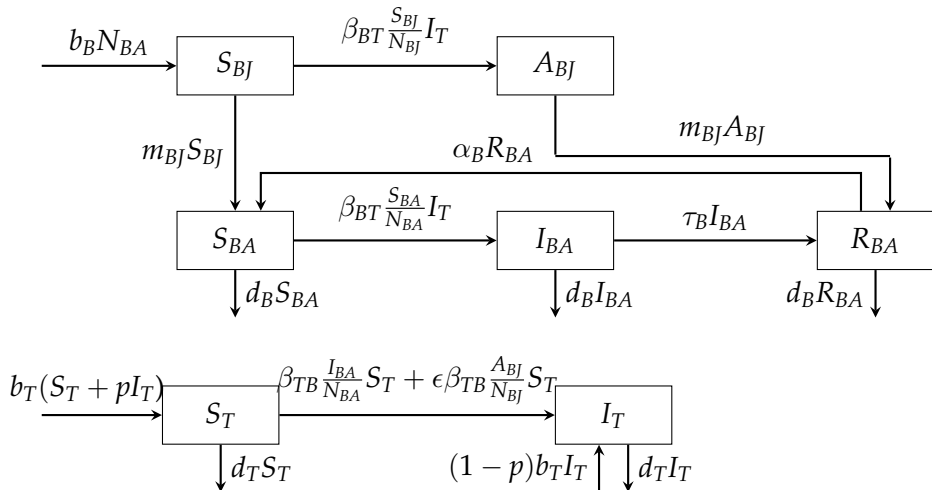 b_B N_{BA}
S_{BJ}
β_{BT} \frac{S_{BJ}}{N_{BJ}} I_T
A_{BJ}
m_{BJ} S_{BJ}
α_B R_{BA}
m_{BJ} A_{BJ}
S_{BA}
β_{BT} \frac{S_{BA}}{N_{BA}} I_T
I_{BA}
τ_B I_{BA}
R_{BA}
d_B S_{BA}
d_B I_{BA}
d_B R_{BA}
b_T(S_T + pI_T)
S_T
β_{TB} \frac{I_{BA}}{N_{BA}} S_T + ϵβ_{TB} \frac{A_{BJ}}{N_{BJ}} S_T
I_T
d_T S_T
(1 − p)b_T I_T
d_T I_T